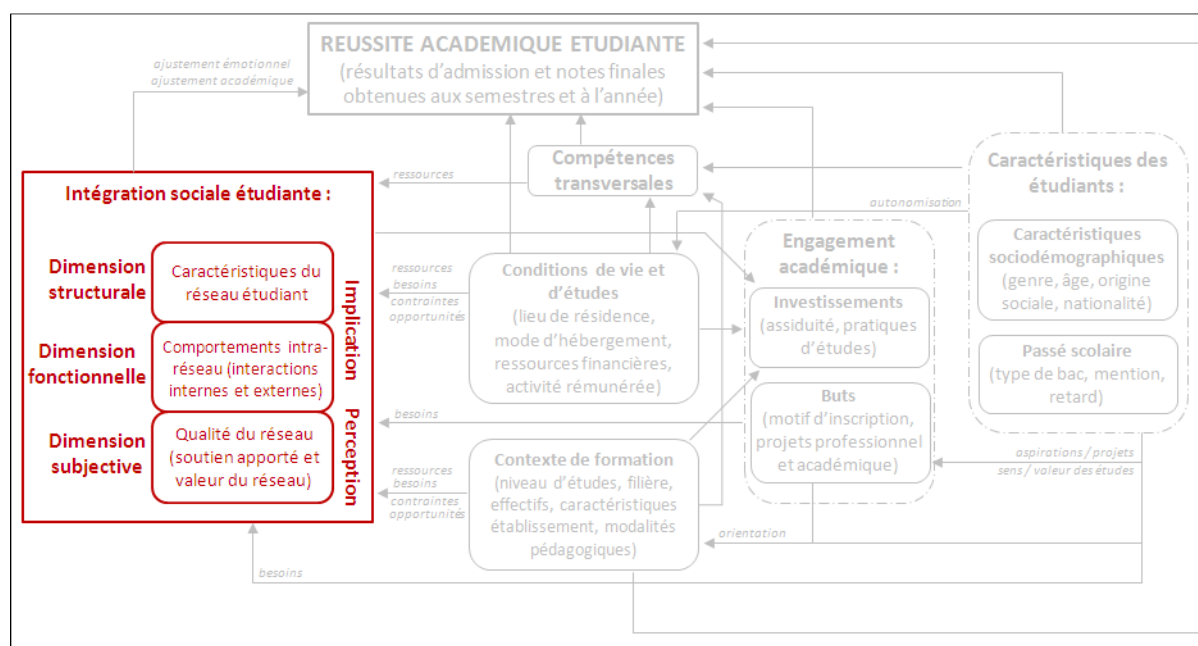 REUSSITE ACADEMIQUE ETUDIANTE
(résultats d'admission et notes finales
obtenues aux semestres et à l'année)
ajustement émotionnel
ajustement académique
Compétences
transversales
ressources
Caractéristiques des
étudiants :
autonomisation
Caractéristiques
sociodémographiques
(genre, âge, origine
sociale, nationalité)
Passé scolaire
(type de bac, mention,
retard)
Intégration sociale étudiante :
Dimension
structurale
Caractéristiques du
réseau étudiant
Dimension
fonctionnelle
Comportements intra-
réseau (interactions
internes et externes)
Dimension
subjective
Qualité du réseau
(soutien apporté et
valeur du réseau)
Implication
Perception
ressources
besoins
contraintes
opportunités
Conditions de vie et
d'études
(lieu de résidence,
mode d'hébergement,
ressources financières,
activité rémunérée)
Engagement
académique :
Investissements
(assiduité, pratiques
d'études)
Buts
(motif d'inscription,
projets professionnel
et académique)
besoins
ressources
besoins
contraintes
opportunités
Contexte de formation
(niveau d'études, filière,
effectifs, caractéristiques
établissement, modalités
pédagogiques)
aspirations / projets
sens / valeur des études
orientation
besoins